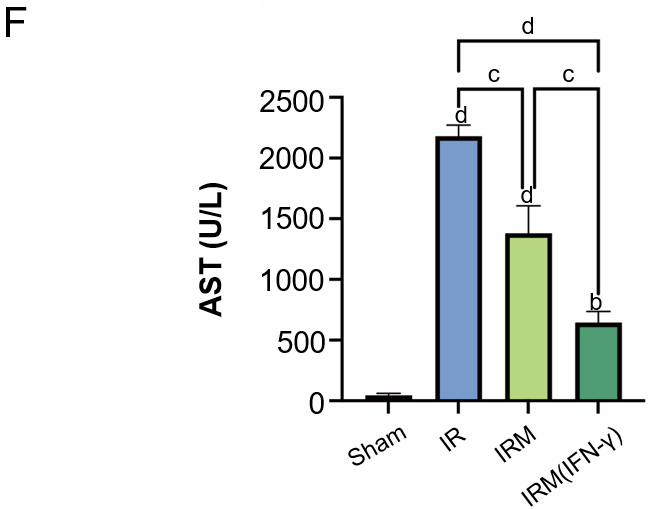 F
d
c c
2500
d
2000
AST (U/L)
d
1500
1000
b
500
0
Sham
IR
IRM
IRM(IFN-γ)